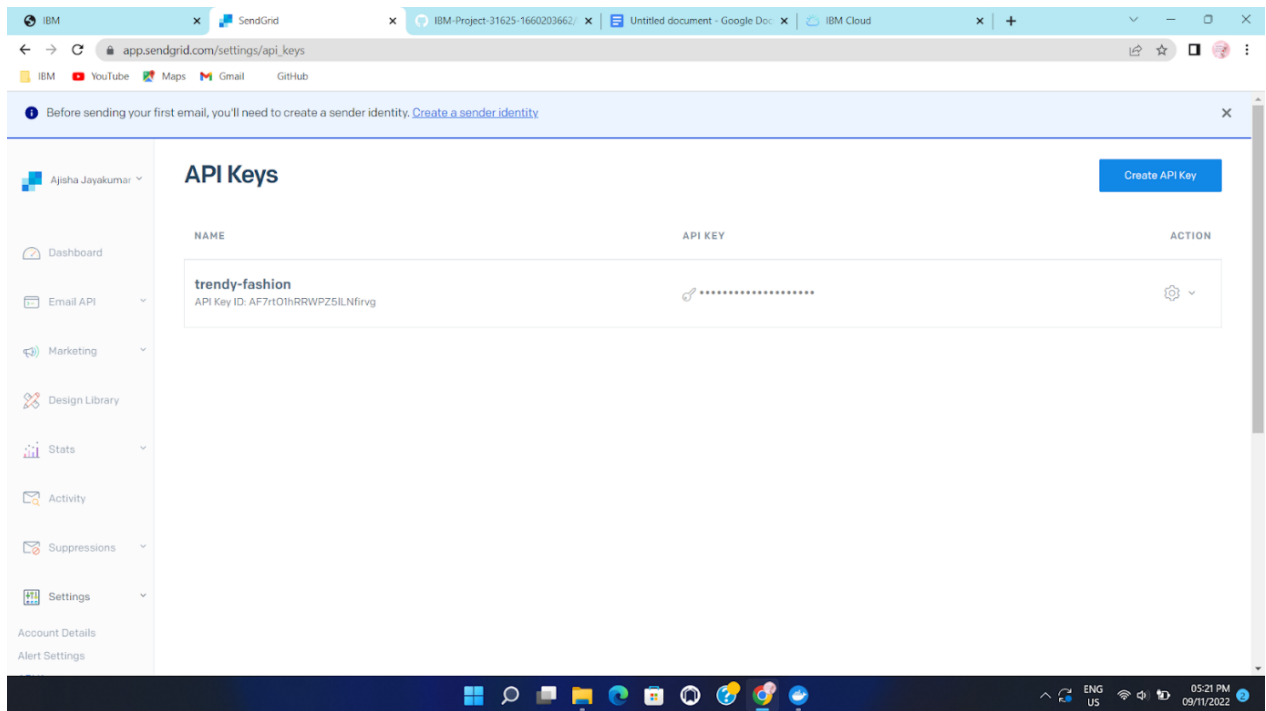 IBM
SendGrid
IBM-Project-31625-1660203662/
Untitled document - Google Doc
IBM Cloud
app.sendgrid.com/settings/api_keys
IBM
YouTube
Maps
Gmail
GitHub
Before sending your first email, you'll need to create a sender identity. Create a sender identity
Ajisha Jayakumar
API Keys
Create API Key
NAME
API KEY
ACTION
trendy-fashion
API Key ID: AF7rtO1hRRWPZ5ILNfirvg
••••••••••••••••••••
Dashboard
Email API
Marketing
Design Library
Stats
Activity
Suppressions
Settings
Account Details
Alert Settings
ENG
US
05:21 PM
09/11/2022
2